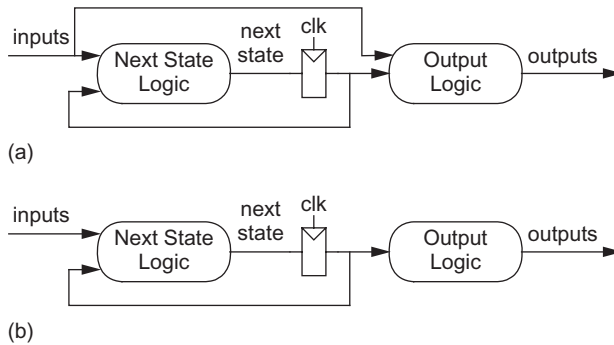 inputs
Next State
Logic
next
state
clk
Output
Logic
outputs
(a)
inputs
Next State
Logic
next
state
clk
Output
Logic
outputs
(b)